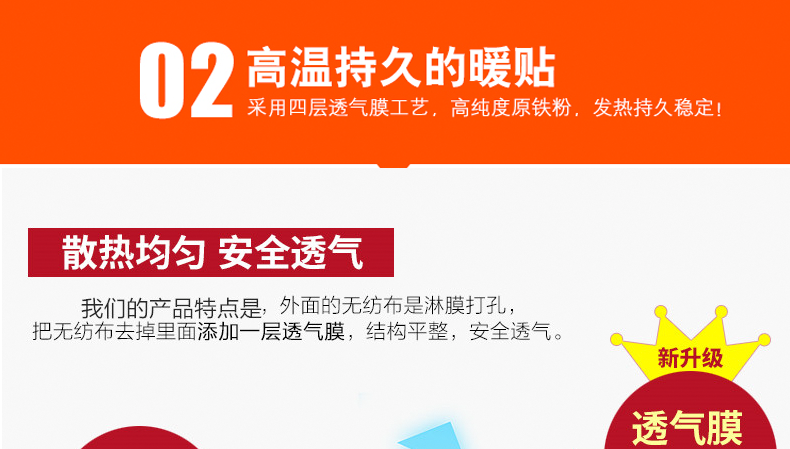 02
高温持久的暖贴
采用四层透气膜工艺，高纯度原铁粉，发热持久稳定！
散热均匀 安全透气
我们的产品特点是，外面的无纺布是淋膜打孔，
把无纺布去掉里面添加一层透气膜，结构平整，安全透气。
新升级
透气膜